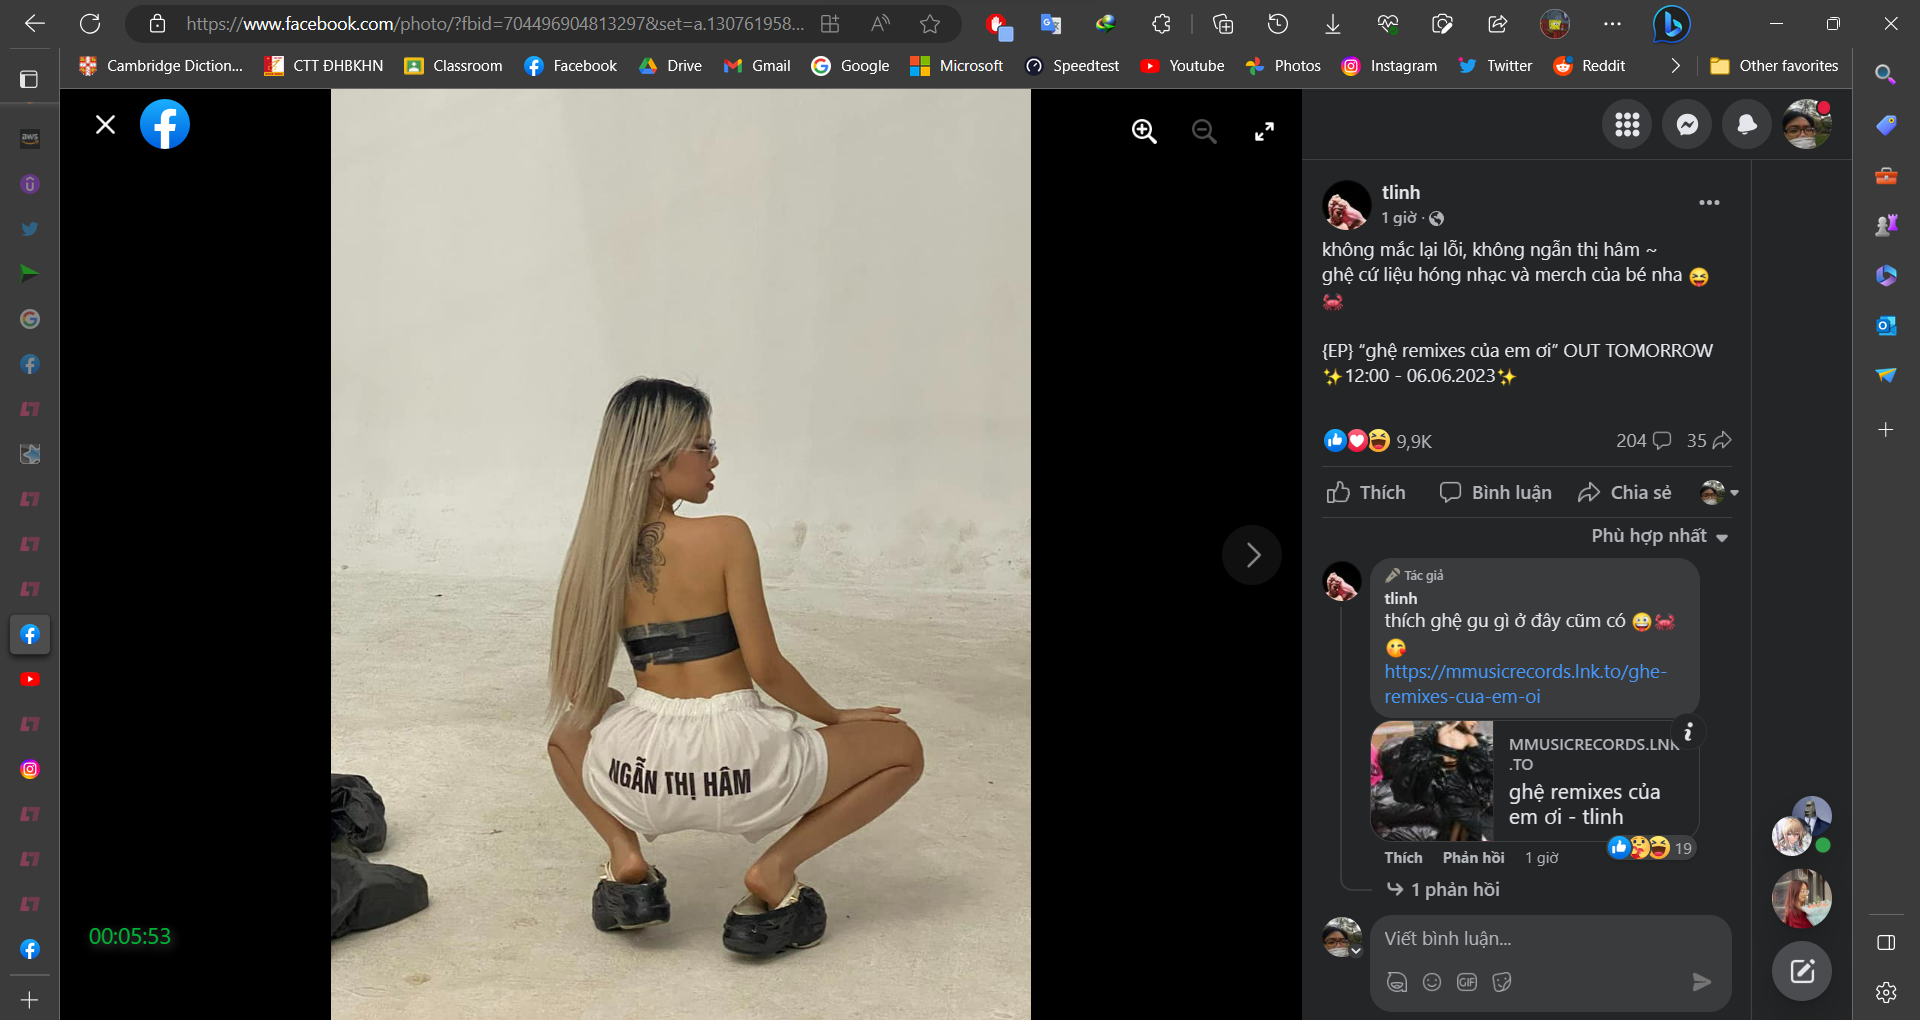 https://www.facebook.com/photo/?fbid=704496904813297&set=a.130761958...
Cambridge Diction...
CTT ĐHBKHN
Classroom
Facebook
Drive
Gmail
Google
Microsoft
Speedtest
Youtube
Photos
Instagram
Twitter
Reddit
Other favorites
aws
NGẪN THỊ HÂM
00:05:53
tlinh
1 giờ ·
không mắc lại lỗi, không ngẫn thị hâm ~
ghệ cứ liệu hóng nhạc và merch của bé nha 😝
🦀
{EP} “ghệ remixes của em ơi” OUT TOMORROW
✨12:00 - 06.06.2023✨
9,9K
204
35
Thích
Bình luận
Chia sẻ
Phù hợp nhất
Tác giả
tlinh
thích ghệ gu gì ở đây cũm có 😀🦀
😘
https://mmusicrecords.lnk.to/ghe-
remixes-cua-em-oi
MMUSICRECORDS.LNK
.TO
ghệ remixes của
em ơi - tlinh
19
Thích
Phản hồi
1 giờ
1 phản hồi
Viết bình luận...
GIF